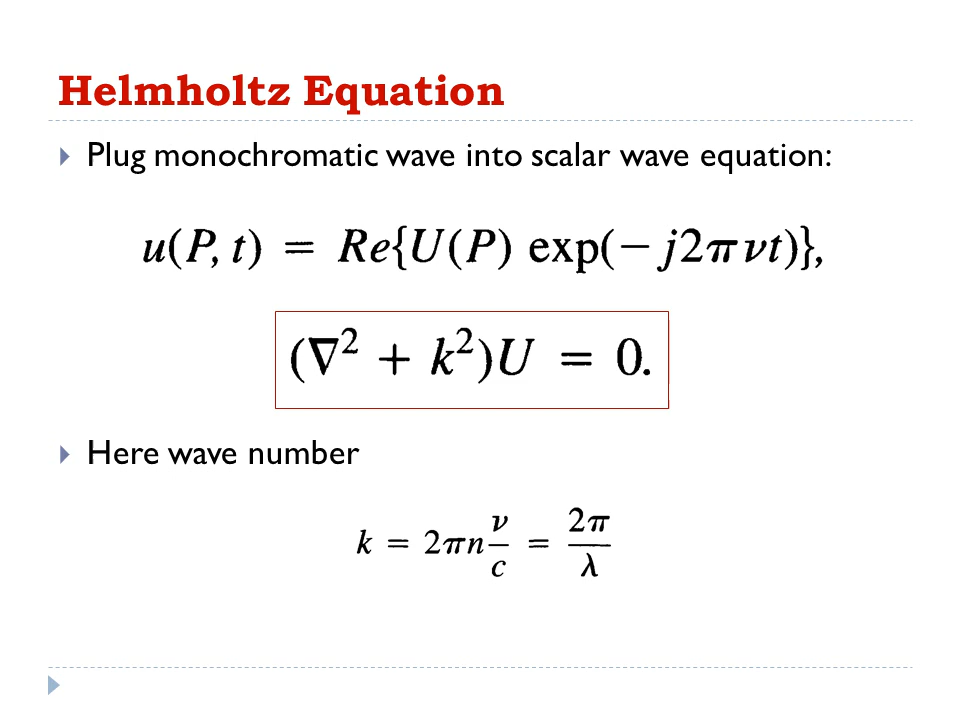 Helmholtz Equation
Plug monochromatic wave into scalar wave equation:
u(P, t) = Re{U(P) exp(−j2πνt)},
(∇² + k²)U = 0.
Here wave number
k = 2πn ν/c = 2π/λ